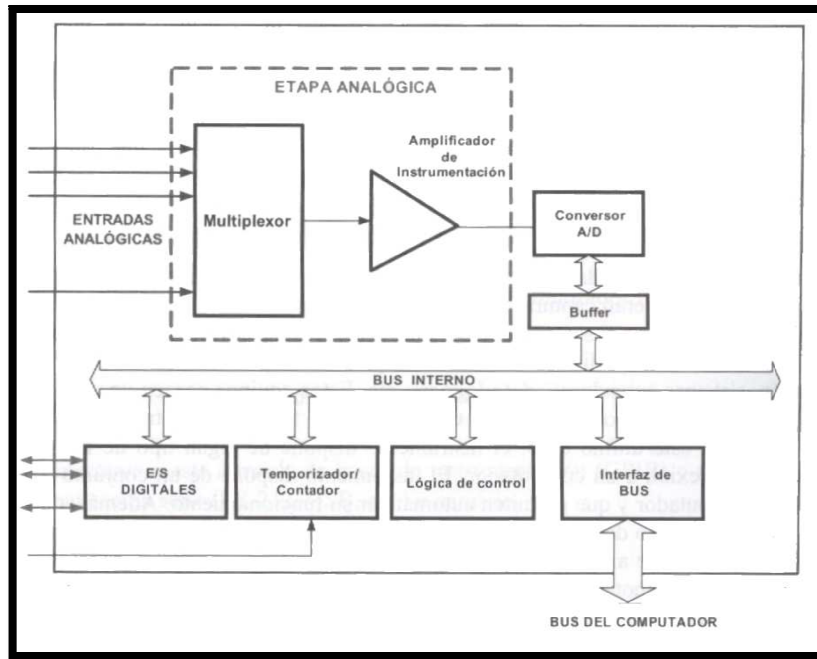 ETAPA ANALÓGICA
Amplificador
de
Instrumentación
ENTRADAS
ANALÓGICAS
Multiplexor
Conversor
A/D
Buffer
BUS INTERNO
E/S
DIGITALES
Temporizador/
Contador
Lógica de control
Interfaz de
BUS
BUS DEL COMPUTADOR